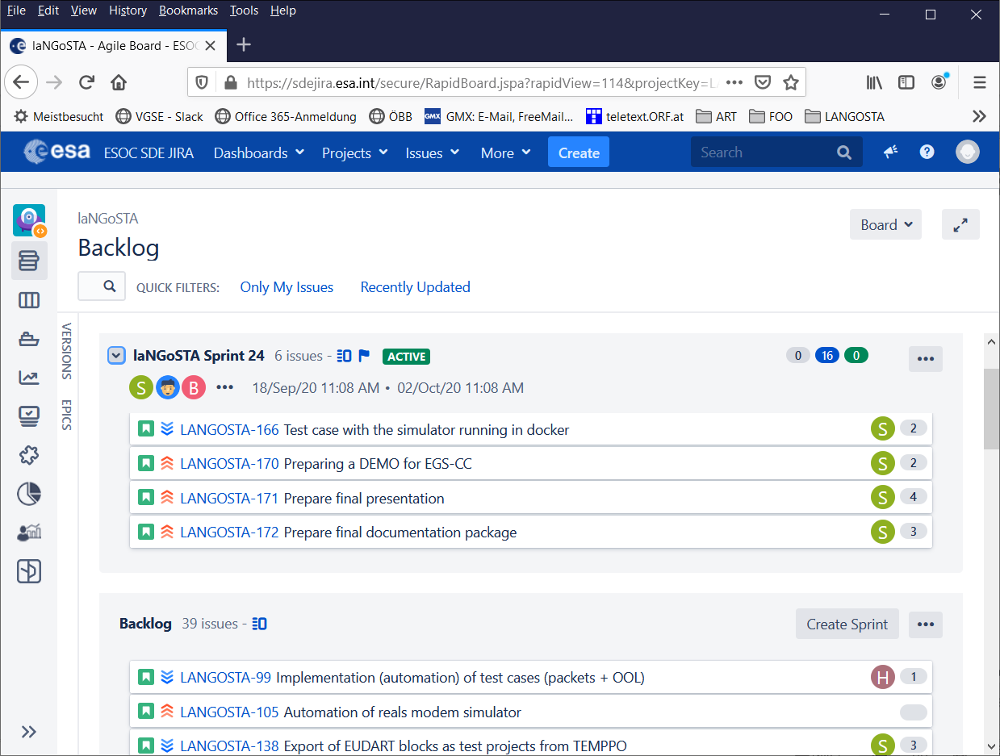 File Edit View History Bookmarks Tools Help
laNGoSTA - Agile Board - ESOC
https://sdejira.esa.int/secure/RapidBoard.jspa?rapidView=114&projectKey=L
Meistbesucht VGSE - Slack Office 365-Anmeldung ÖBB GMX GMX: E-Mail, FreeMail... teletext.ORF.at ART FOO LANGOSTA
esa ESOC SDE JIRA Dashboards Projects Issues More Create Search
laNGoSTA
Board
Backlog
QUICK FILTERS: Only My Issues Recently Updated
VERSIONS
EPICS
laNGoSTA Sprint 24 6 issues - ACTIVE 0 16 0
S B ••• 18/Sep/20 11:08 AM • 02/Oct/20 11:08 AM
LANGOSTA-166 Test case with the simulator running in docker S 2
LANGOSTA-170 Preparing a DEMO for EGS-CC S 2
LANGOSTA-171 Prepare final presentation S 4
LANGOSTA-172 Prepare final documentation package S 3
Backlog 39 issues - Create Sprint
LANGOSTA-99 Implementation (automation) of test cases (packets + OOL) H 1
LANGOSTA-105 Automation of reals modem simulator
LANGOSTA-138 Export of EUDART blocks as test projects from TEMPPO S 3